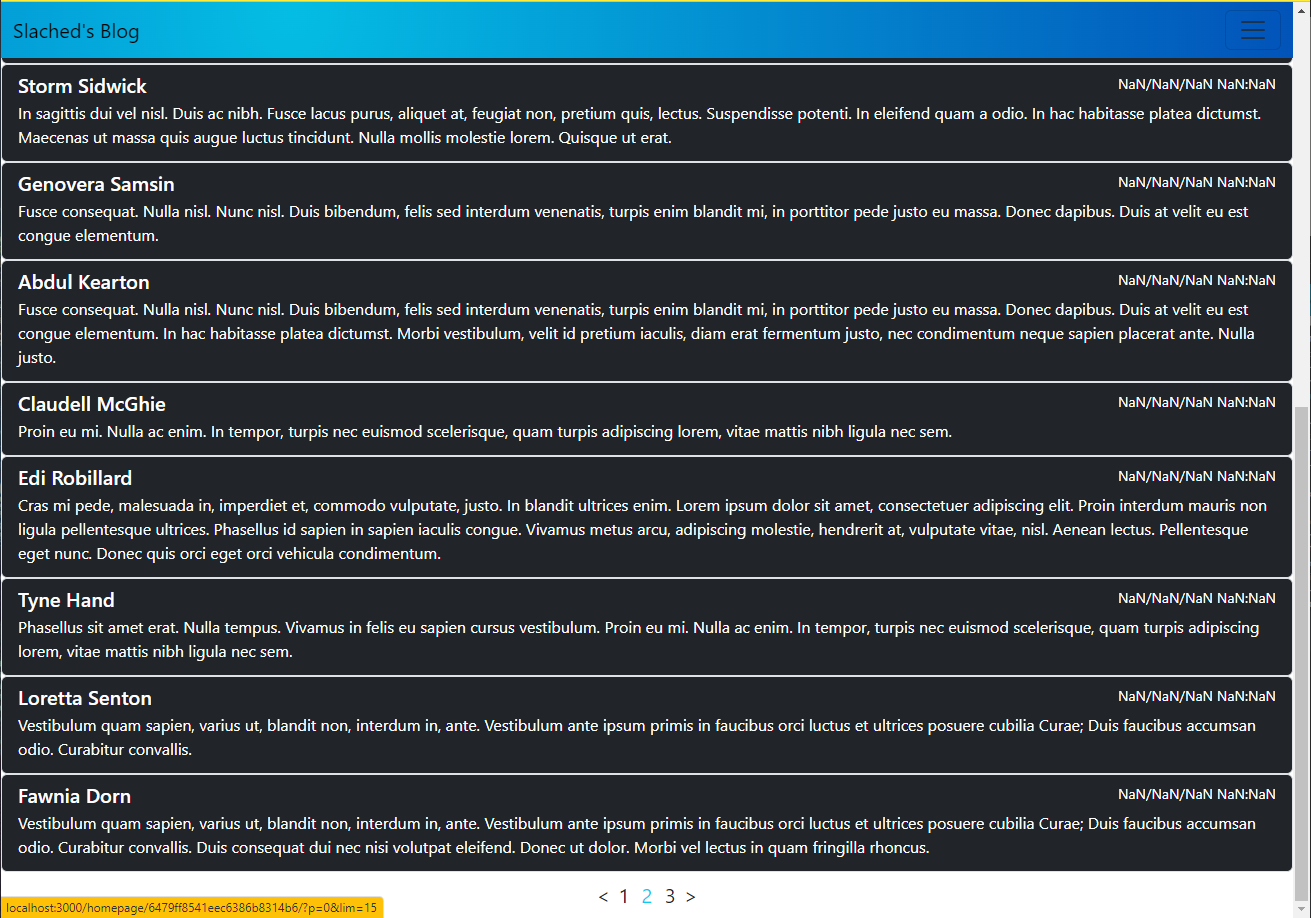 Slached's Blog
Storm Sidwick NaN/NaN/NaN NaN:NaN
In sagittis dui vel nisl. Duis ac nibh. Fusce lacus purus, aliquet at, feugiat non, pretium quis, lectus. Suspendisse potenti. In eleifend quam a odio. In hac habitasse platea dictumst.
Maecenas ut massa quis augue luctus tincidunt. Nulla mollis molestie lorem. Quisque ut erat.
Genovera Samsin NaN/NaN/NaN NaN:NaN
Fusce consequat. Nulla nisl. Nunc nisl. Duis bibendum, felis sed interdum venenatis, turpis enim blandit mi, in porttitor pede justo eu massa. Donec dapibus. Duis at velit eu est
congue elementum.
Abdul Kearton NaN/NaN/NaN NaN:NaN
Fusce consequat. Nulla nisl. Nunc nisl. Duis bibendum, felis sed interdum venenatis, turpis enim blandit mi, in porttitor pede justo eu massa. Donec dapibus. Duis at velit eu est
congue elementum. In hac habitasse platea dictumst. Morbi vestibulum, velit id pretium iaculis, diam erat fermentum justo, nec condimentum neque sapien placerat ante. Nulla
justo.
Claudell McGhie NaN/NaN/NaN NaN:NaN
Proin eu mi. Nulla ac enim. In tempor, turpis nec euismod scelerisque, quam turpis adipiscing lorem, vitae mattis nibh ligula nec sem.
Edi Robillard NaN/NaN/NaN NaN:NaN
Cras mi pede, malesuada in, imperdiet et, commodo vulputate, justo. In blandit ultrices enim. Lorem ipsum dolor sit amet, consectetuer adipiscing elit. Proin interdum mauris non
ligula pellentesque ultrices. Phasellus id sapien in sapien iaculis congue. Vivamus metus arcu, adipiscing molestie, hendrerit at, vulputate vitae, nisl. Aenean lectus. Pellentesque
eget nunc. Donec quis orci eget orci vehicula condimentum.
Tyne Hand NaN/NaN/NaN NaN:NaN
Phasellus sit amet erat. Nulla tempus. Vivamus in felis eu sapien cursus vestibulum. Proin eu mi. Nulla ac enim. In tempor, turpis nec euismod scelerisque, quam turpis adipiscing
lorem, vitae mattis nibh ligula nec sem.
Loretta Senton NaN/NaN/NaN NaN:NaN
Vestibulum quam sapien, varius ut, blandit non, interdum in, ante. Vestibulum ante ipsum primis in faucibus orci luctus et ultrices posuere cubilia Curae; Duis faucibus accumsan
odio. Curabitur convallis.
Fawnia Dorn NaN/NaN/NaN NaN:NaN
Vestibulum quam sapien, varius ut, blandit non, interdum in, ante. Vestibulum ante ipsum primis in faucibus orci luctus et ultrices posuere cubilia Curae; Duis faucibus accumsan
odio. Curabitur convallis. Duis consequat dui nec nisi volutpat eleifend. Donec ut dolor. Morbi vel lectus in quam fringilla rhoncus.
< 1 2 3 >
localhost:3000/homepage/6479ff8541eec6386b8314b6/?p=0&lim=15